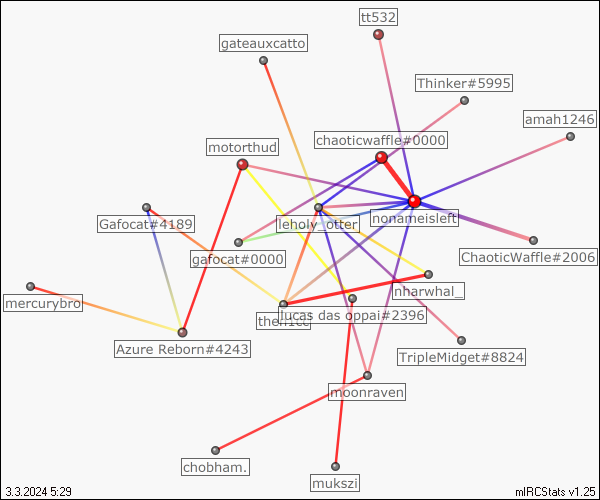 tt532
gateauxcatto
Thinker#5995
amah1246
chaoticwaffle#0000
motorthud
Gafocat#4189
leholy_otter
nonameisleft
gafocat#0000
ChaoticWaffle#2006
mercurybro
nharwhal_
lucas das oppai#2396
Azure Reborn#4243
TripleMidget#8824
moonraven
chobham.
mukszi
3.3.2024 5:29
mIRCStats v1.25